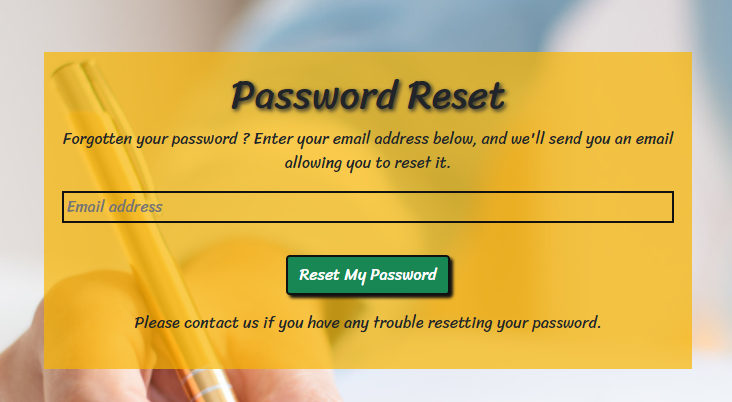 Password Reset
Forgotten your password ? Enter your email address below, and we'll send you an email
allowing you to reset it.
Email address
Reset My Password
Please contact us if you have any trouble resetting your password.